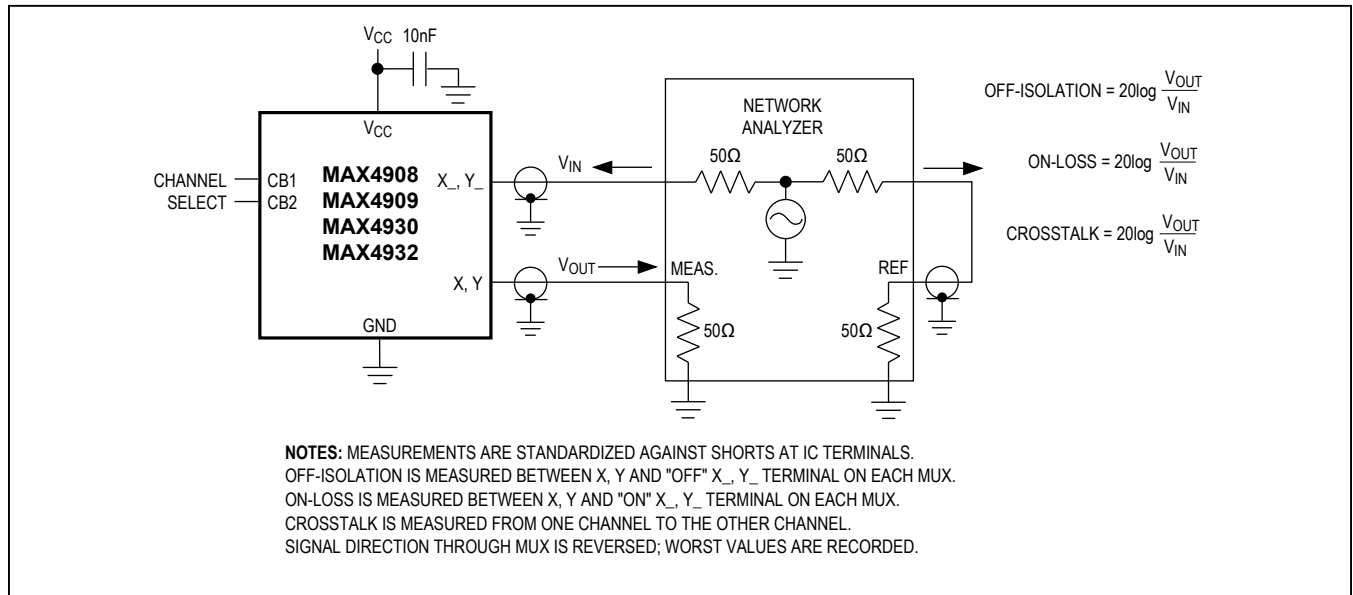 VCC 10nF
VCC
CHANNEL
SELECT
CB1
CB2
MAX4908
MAX4909
MAX4930
MAX4932
X_, Y_
X, Y
GND
VIN
VOUT
NETWORK
ANALYZER
50Ω 50Ω
MEAS. REF
50Ω 50Ω
OFF-ISOLATION = 20log VOUT
VIN
ON-LOSS = 20log VOUT
VIN
CROSSTALK = 20log VOUT
VIN
NOTES: MEASUREMENTS ARE STANDARDIZED AGAINST SHORTS AT IC TERMINALS.
OFF-ISOLATION IS MEASURED BETWEEN X, Y AND "OFF" X_, Y_ TERMINAL ON EACH MUX.
ON-LOSS IS MEASURED BETWEEN X, Y AND "ON" X_, Y_ TERMINAL ON EACH MUX.
CROSSTALK IS MEASURED FROM ONE CHANNEL TO THE OTHER CHANNEL.
SIGNAL DIRECTION THROUGH MUX IS REVERSED; WORST VALUES ARE RECORDED.